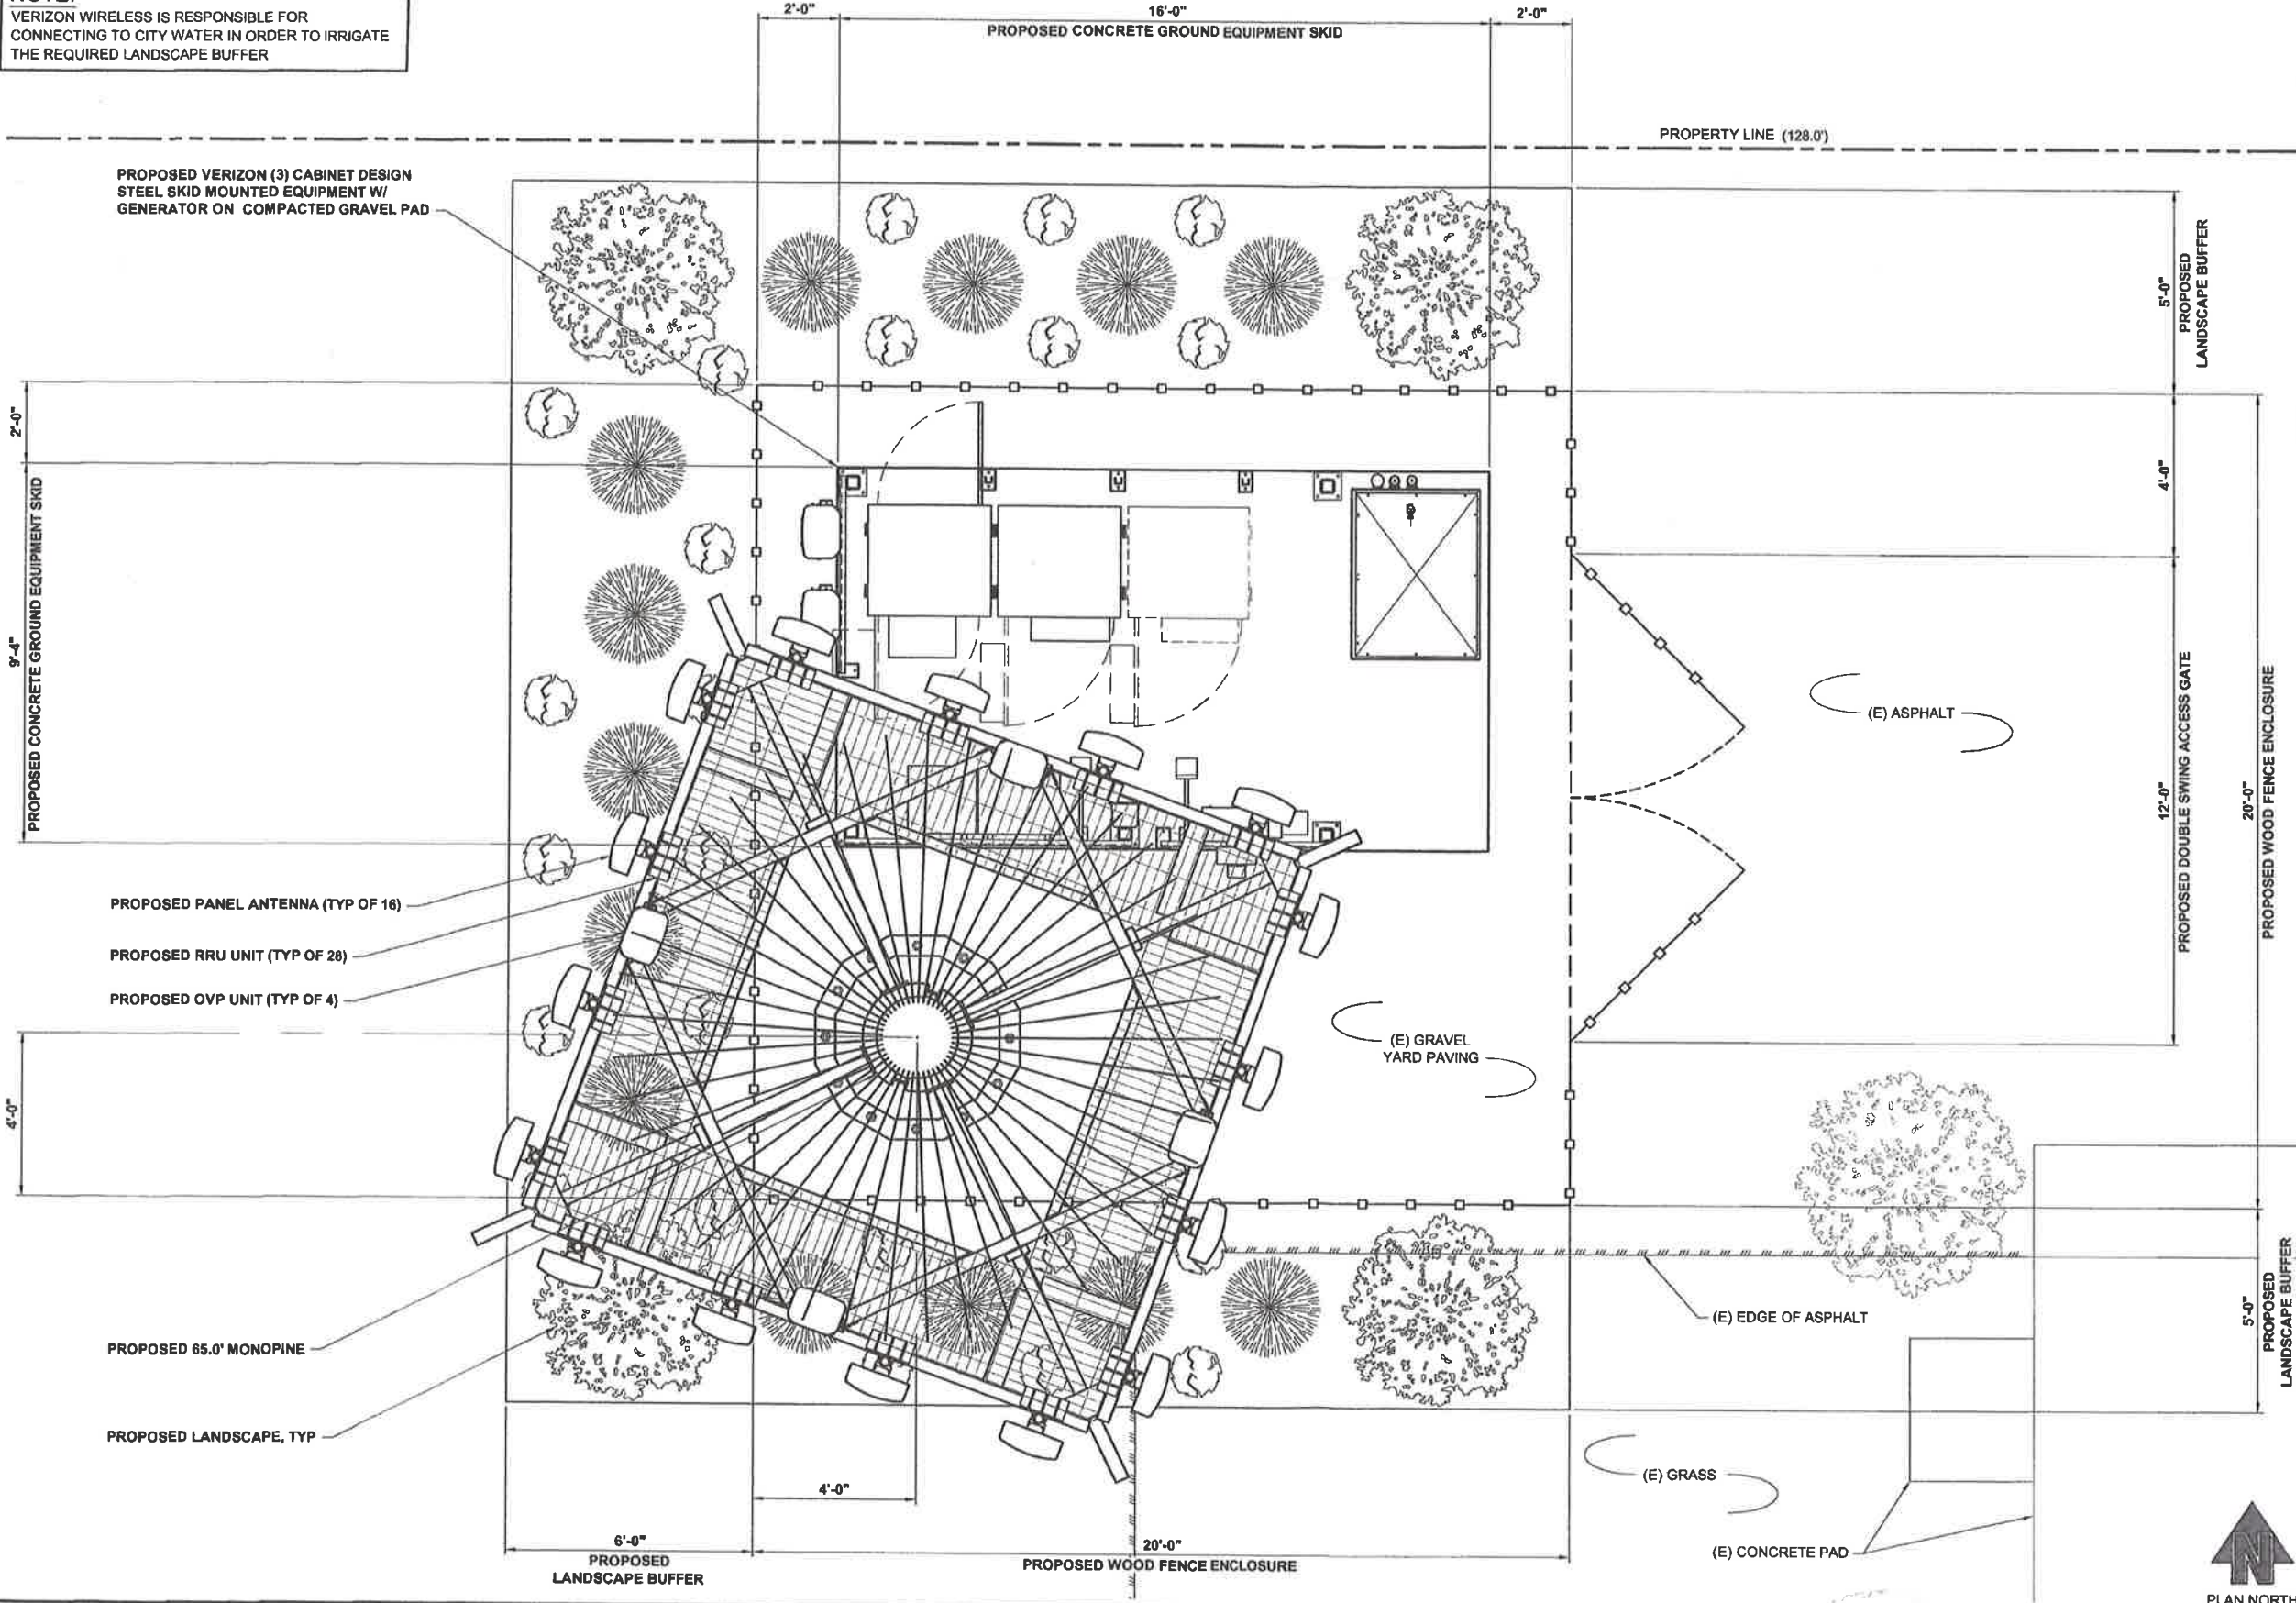 VERIZON WIRELESS IS RESPONSIBLE FOR
CONNECTING TO CITY WATER IN ORDER TO IRRIGATE
THE REQUIRED LANDSCAPE BUFFER
2'-0"
16'-0"
2'-0"
PROPOSED CONCRETE GROUND EQUIPMENT SKID
PROPERTY LINE (128.0')
PROPOSED VERIZON (3) CABINET DESIGN
STEEL SKID MOUNTED EQUIPMENT W/
GENERATOR ON COMPACTED GRAVEL PAD
5'-0"
PROPOSED
LANDSCAPE BUFFER
2'-0"
4'-0"
9'-4"
PROPOSED CONCRETE GROUND EQUIPMENT SKID
(E) ASPHALT
12'-0"
PROPOSED DOUBLE SWING ACCESS GATE
20'-0"
PROPOSED WOOD FENCE ENCLOSURE
PROPOSED PANEL ANTENNA (TYP OF 16)
PROPOSED RRU UNIT (TYP OF 28)
PROPOSED OVP UNIT (TYP OF 4)
(E) GRAVEL
YARD PAVING
4'-0"
PROPOSED 65.0' MONOPINE
(E) EDGE OF ASPHALT
5'-0"
PROPOSED
LANDSCAPE BUFFER
PROPOSED LANDSCAPE, TYP
(E) GRASS
4'-0"
6'-0"
PROPOSED
LANDSCAPE BUFFER
20'-0"
PROPOSED WOOD FENCE ENCLOSURE
(E) CONCRETE PAD
N
PLAN NORTH